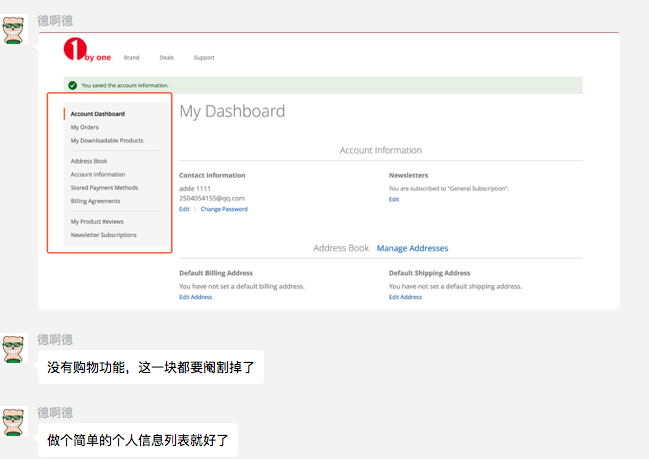 德啊德
1 by one
Brand
Deals
Support
You saved the account information.
Account Dashboard
My Orders
My Downloadable Products
Address Book
Account Information
Stored Payment Methods
Billing Agreements
My Product Reviews
Newsletter Subscriptions
My Dashboard
Account Information
Contact Information
adde 1111
2504054155@qq.com
Edit | Change Password
Newsletters
You are subscribed to "General Subscription".
Edit
Address Book Manage Addresses
Default Billing Address
You have not set a default billing address.
Edit Address
Default Shipping Address
You have not set a default shipping address.
Edit Address
德啊德
没有购物功能，这一块都要阉割掉了
德啊德
做个简单的个人信息列表就好了